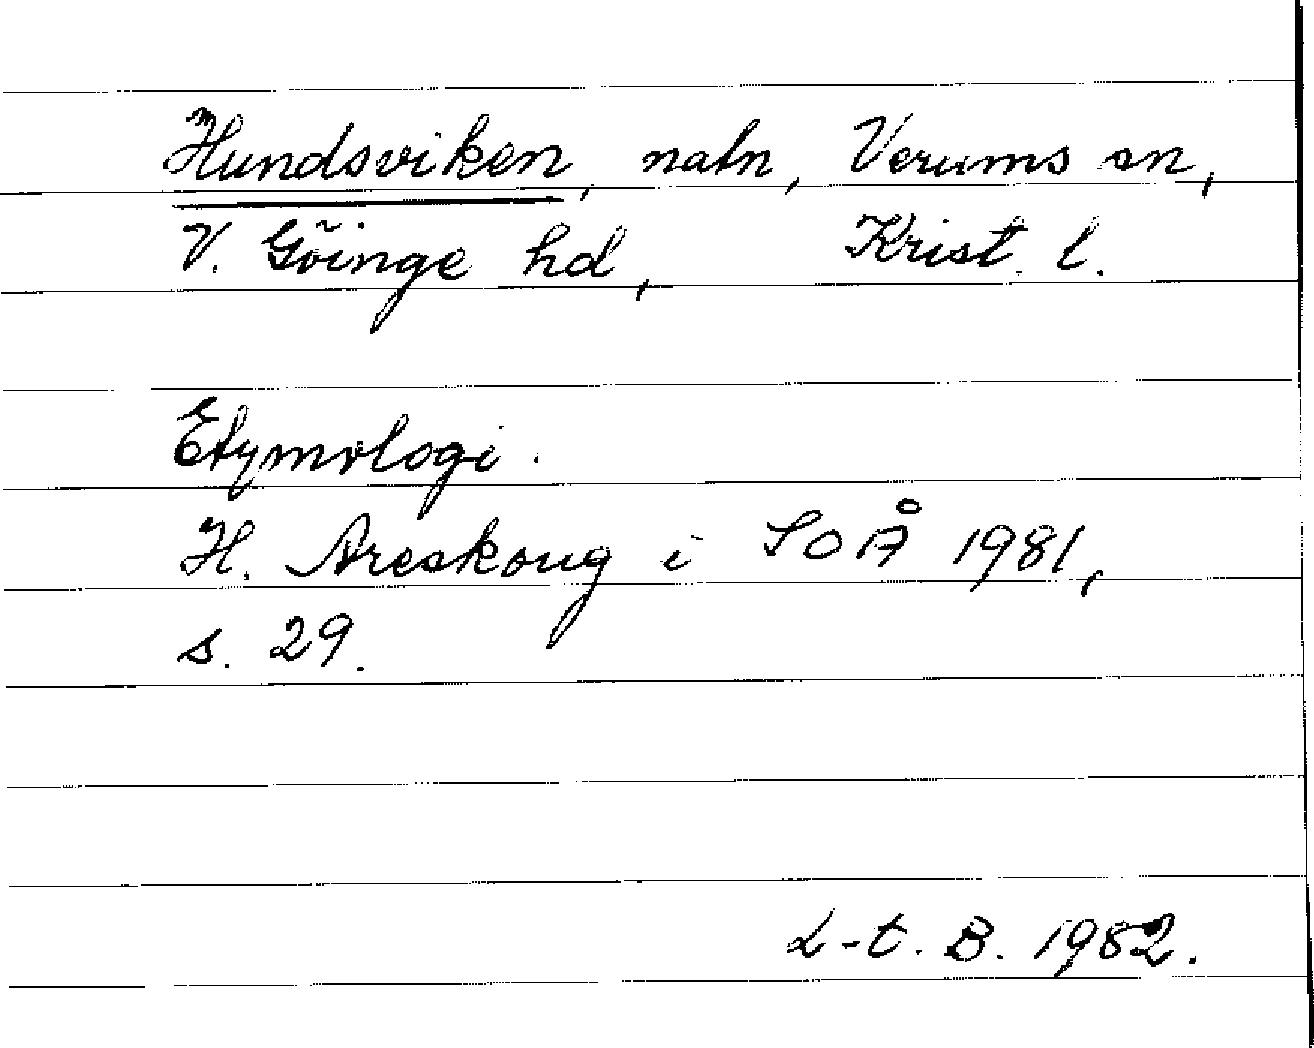 Hundsviken, natn, Verums sn,
V. Göinge hd, Krist. l.
Etymologi.
H. Areskoug i SOÅ 1981,
s. 29.
L-t. B. 1982.